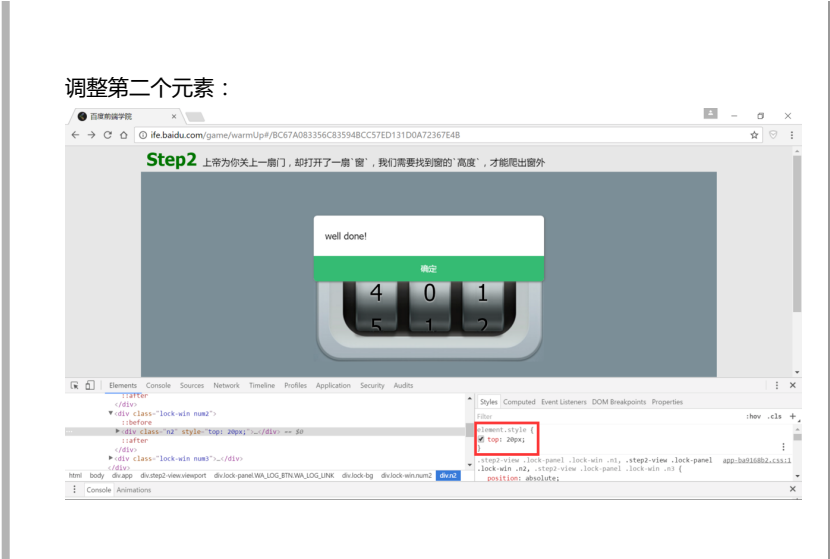 调整第二个元素：
百度前端学院
ife.baidu.com/game/warmUp#/BC67A083356C83594BCC57ED131D0A72367E4B
Step2 上帝为你关上一扇门，却打开了一扇`窗`，我们需要找到窗的`高度`，才能爬出窗外
well done!
确定
4 0 1
5 1 2
Elements Console Sources Network Timeline Profiles Application Security Audits
::after
</div>
▼<div class="lock-win num2">
::before
▶<div class="n2" style="top: 20px;">…</div> == $0
::after
</div>
▶<div class="lock-win num3">…</div>
</div>
html body div.app div.step2-view.viewport div.lock-panel.WA_LOG_BTN.WA_LOG_LINK div.lock-bg div.lock-win.num2 div.n2
Styles Computed Event Listeners DOM Breakpoints Properties
Filter :hov .cls +
element.style {
top: 20px;
}
.step2-view .lock-panel .lock-win .n1, .step2-view .lock-panel app-ba9168b2.css:1
.lock-win .n2, .step2-view .lock-panel .lock-win .n3 {
position: absolute;
Console Animations